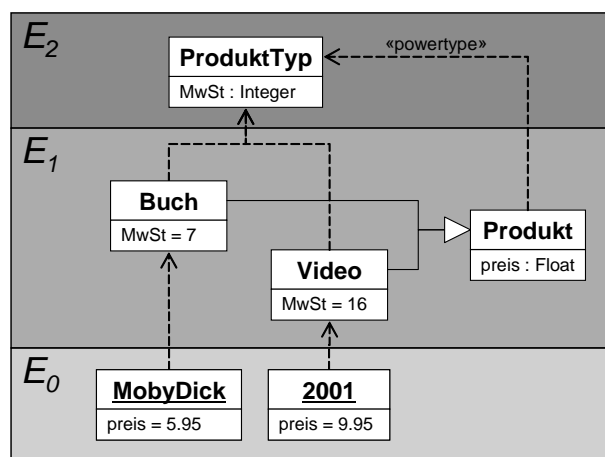 E2
ProduktTyp
MwSt : Integer
«powertype»
E1
Buch
MwSt = 7
Video
MwSt = 16
Produkt
preis : Float
E0
MobyDick
preis = 5.95
2001
preis = 9.95